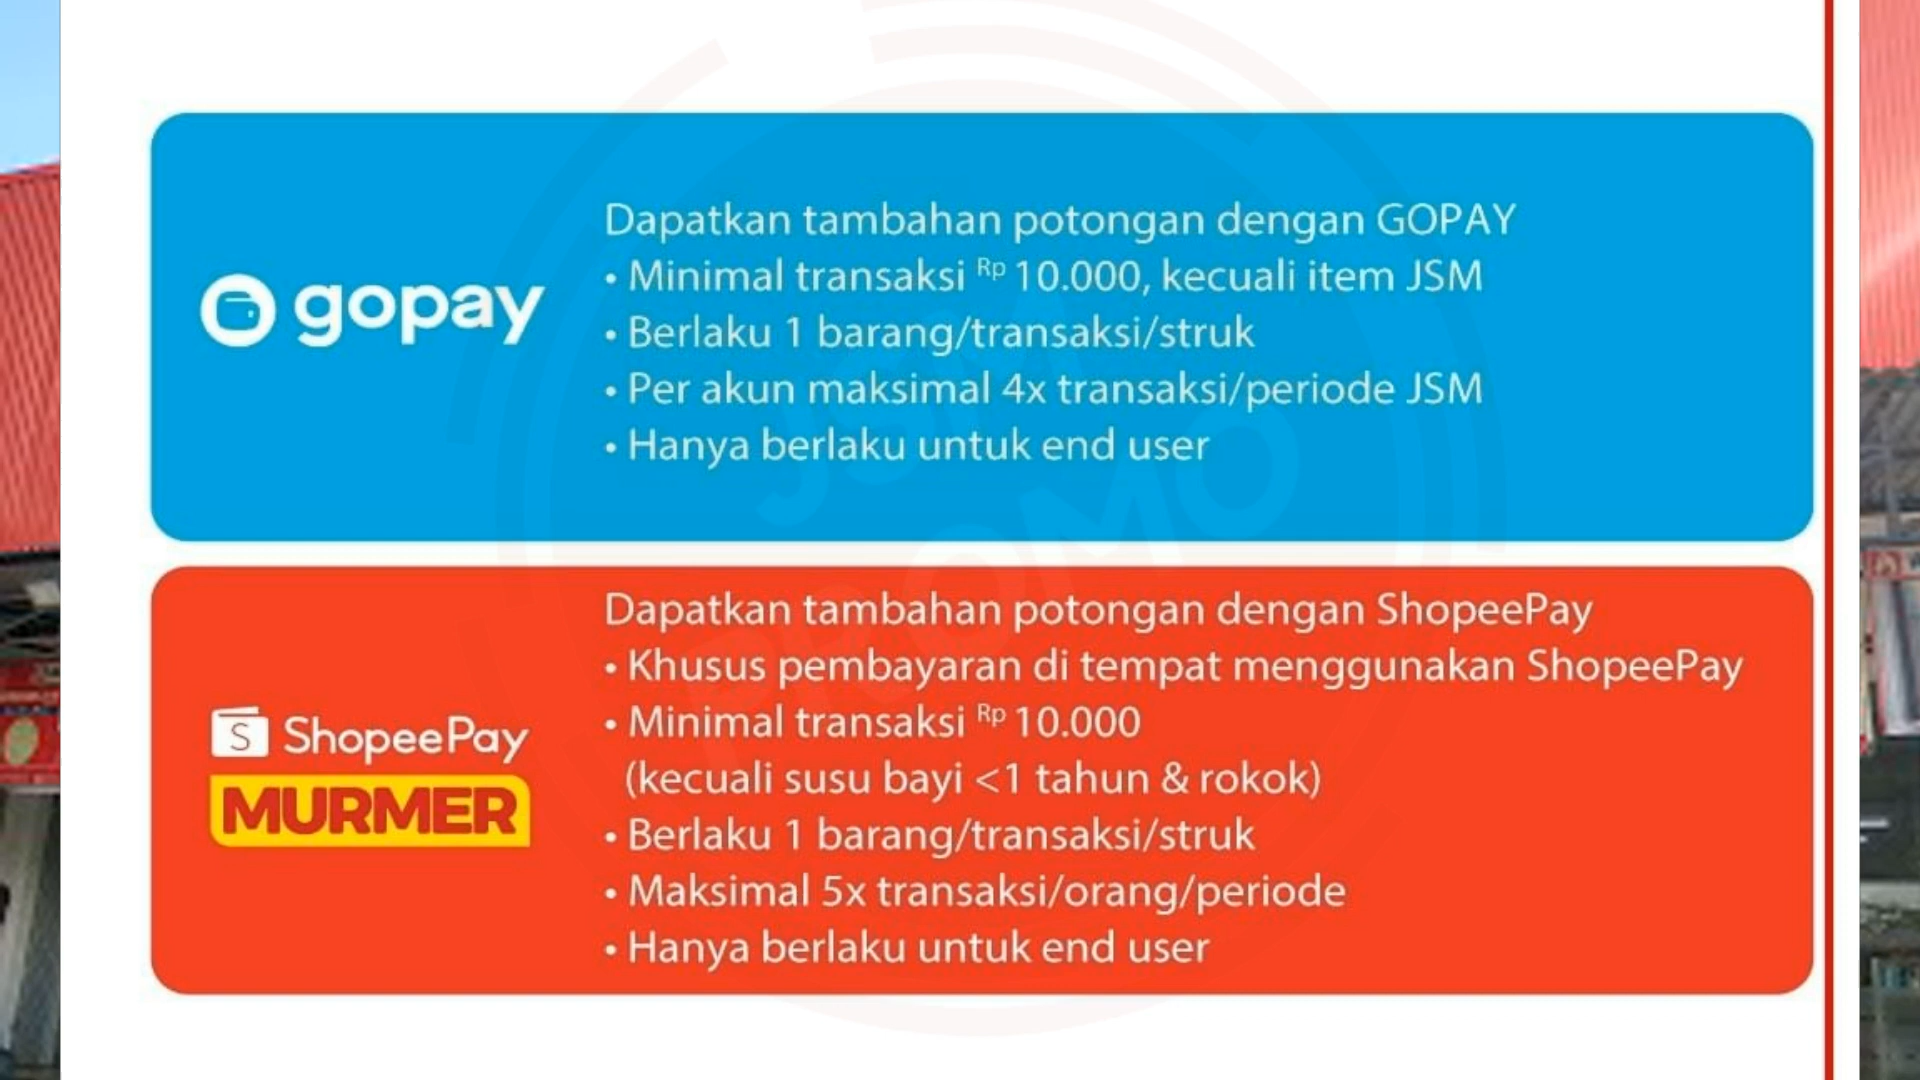 gopay
Dapatkan tambahan potongan dengan GOPAY
• Minimal transaksi Rp 10.000, kecuali item JSM
• Berlaku 1 barang/transaksi/struk
• Per akun maksimal 4x transaksi/periode JSM
• Hanya berlaku untuk end user
S ShopeePay
MURMER
Dapatkan tambahan potongan dengan ShopeePay
• Khusus pembayaran di tempat menggunakan ShopeePay
• Minimal transaksi Rp 10.000
(kecuali susu bayi <1 tahun & rokok)
• Berlaku 1 barang/transaksi/struk
• Maksimal 5x transaksi/orang/periode
• Hanya berlaku untuk end user
JSM
PROMO